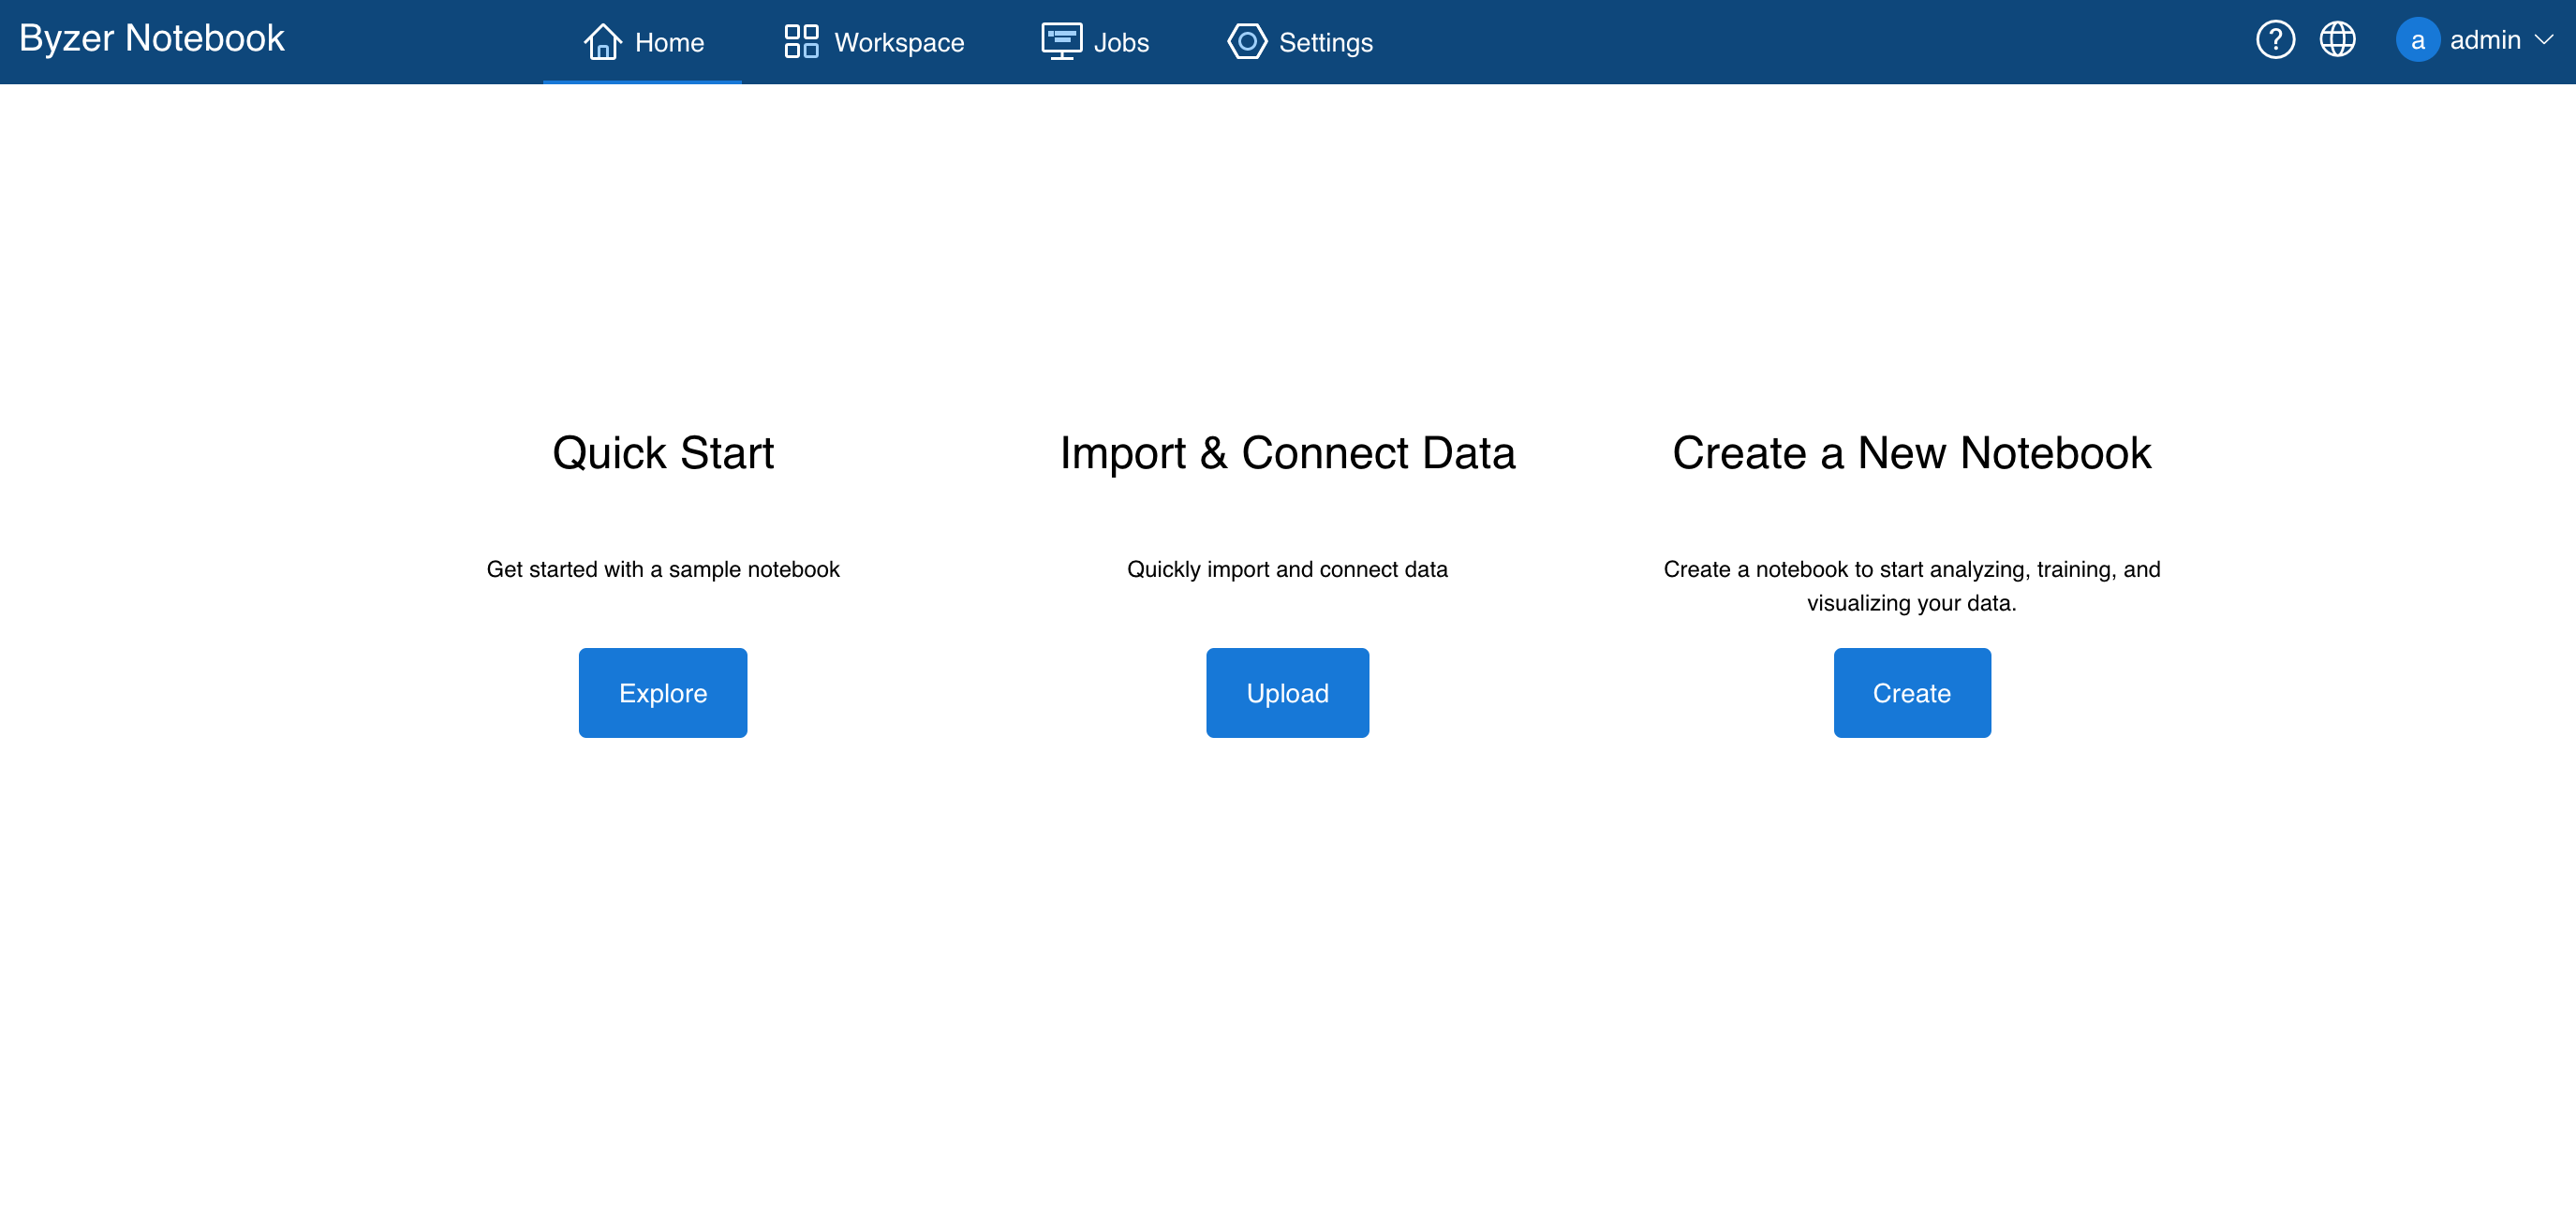 Byzer Notebook
Home
Workspace
Jobs
Settings
?
a
admin
Quick Start
Get started with a sample notebook
Explore
Import & Connect Data
Quickly import and connect data
Upload
Create a New Notebook
Create a notebook to start analyzing, training, and
visualizing your data.
Create